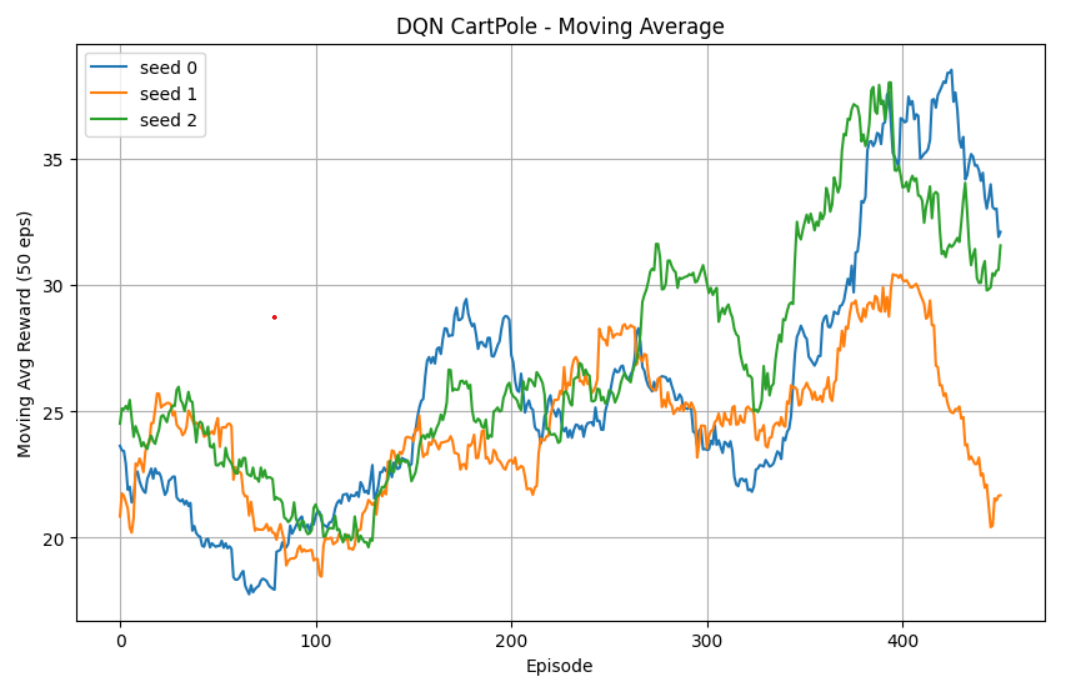 DQN CartPole - Moving Average
seed 0
seed 1
seed 2
Moving Avg Reward (50 eps)
35
30
25
20
0
100
200
300
400
Episode